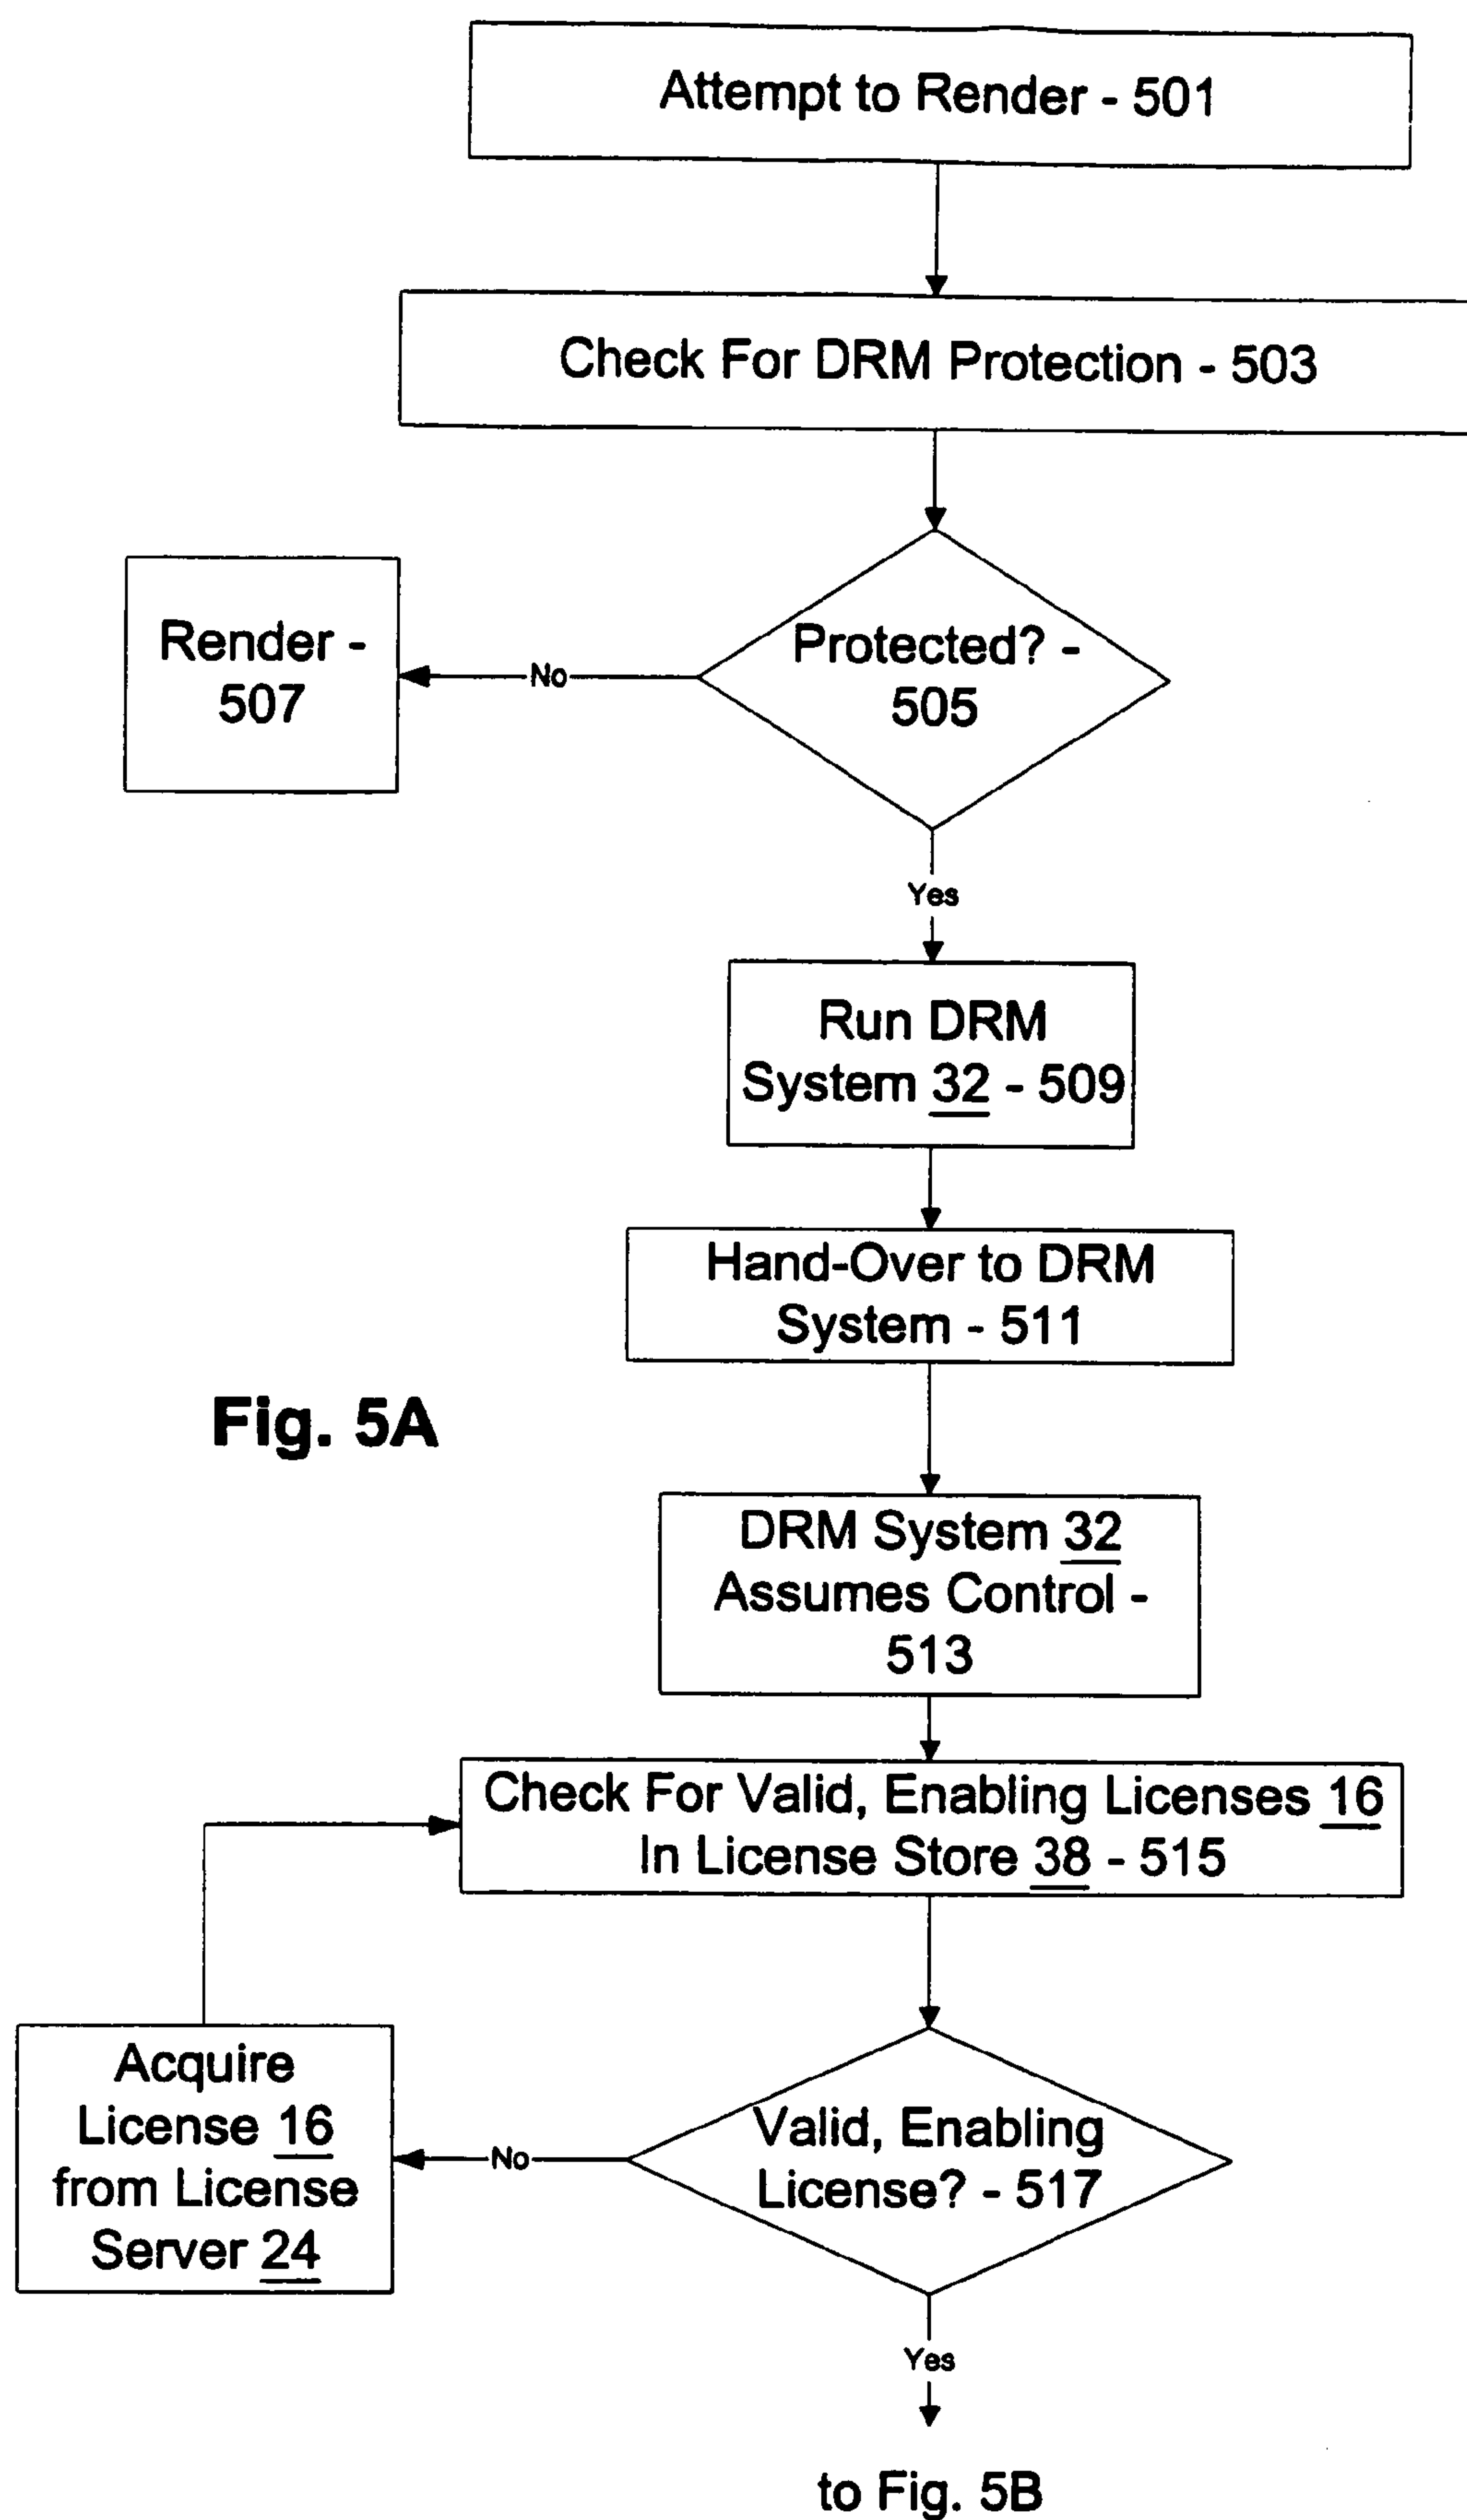 Attempt to Render - 501
Check For DRM Protection - 503
Protected? -
505
No
Render -
507
Yes
Run DRM
System 32 - 509
Hand-Over to DRM
System - 511
Fig. 5A
DRM System 32
Assumes Control -
513
Check For Valid, Enabling Licenses 16
In License Store 38 - 515
Valid, Enabling
License? - 517
No
Acquire
License 16
from License
Server 24
Yes
to Fig. 5B